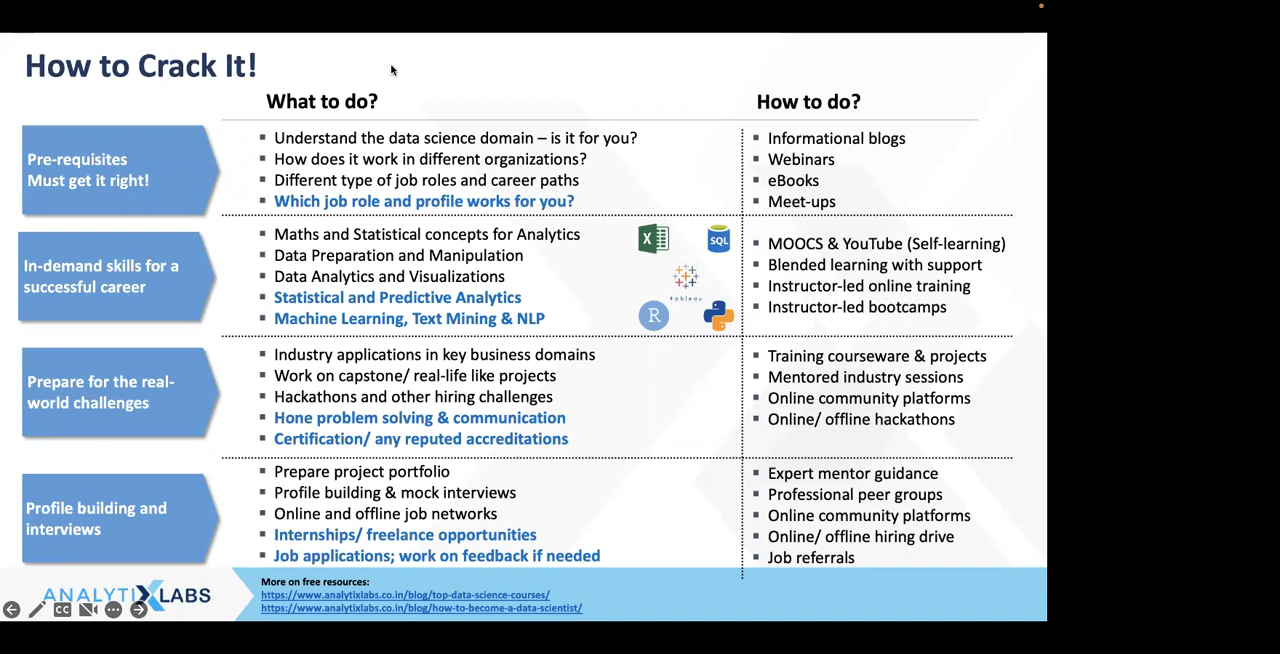 How to Crack It!
What to do?
How to do?
Pre-requisites
Must get it right!
▪ Understand the data science domain – is it for you?
▪ How does it work in different organizations?
▪ Different type of job roles and career paths
▪ Which job role and profile works for you?
▪ Informational blogs
▪ Webinars
▪ eBooks
▪ Meet-ups
In-demand skills for a
successful career
▪ Maths and Statistical concepts for Analytics
▪ Data Preparation and Manipulation
▪ Data Analytics and Visualizations
▪ Statistical and Predictive Analytics
▪ Machine Learning, Text Mining & NLP
X
SQL
tableau
R
▪ MOOCS & YouTube (Self-learning)
▪ Blended learning with support
▪ Instructor-led online training
▪ Instructor-led bootcamps
Prepare for the real-
world challenges
▪ Industry applications in key business domains
▪ Work on capstone/ real-life like projects
▪ Hackathons and other hiring challenges
▪ Hone problem solving & communication
▪ Certification/ any reputed accreditations
▪ Training courseware & projects
▪ Mentored industry sessions
▪ Online community platforms
▪ Online/ offline hackathons
Profile building and
interviews
▪ Prepare project portfolio
▪ Profile building & mock interviews
▪ Online and offline job networks
▪ Internships/ freelance opportunities
▪ Job applications; work on feedback if needed
▪ Expert mentor guidance
▪ Professional peer groups
▪ Online community platforms
▪ Online/ offline hiring drive
▪ Job referrals
ANALYTIXLABS
CC
More on free resources:
https://www.analytixlabs.co.in/blog/top-data-science-courses/
https://www.analytixlabs.co.in/blog/how-to-become-a-data-scientist/